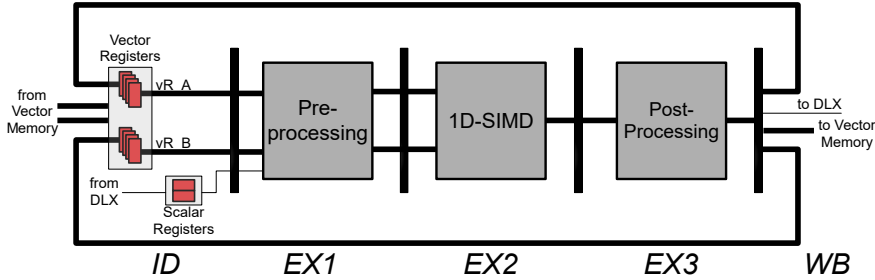 Vector
Registers
from
Vector
Memory
vR_A
vR_B
from
DLX
Scalar
Registers
Pre-
processing
1D-SIMD
Post-
Processing
to DLX
to Vector
Memory
ID
EX1
EX2
EX3
WB